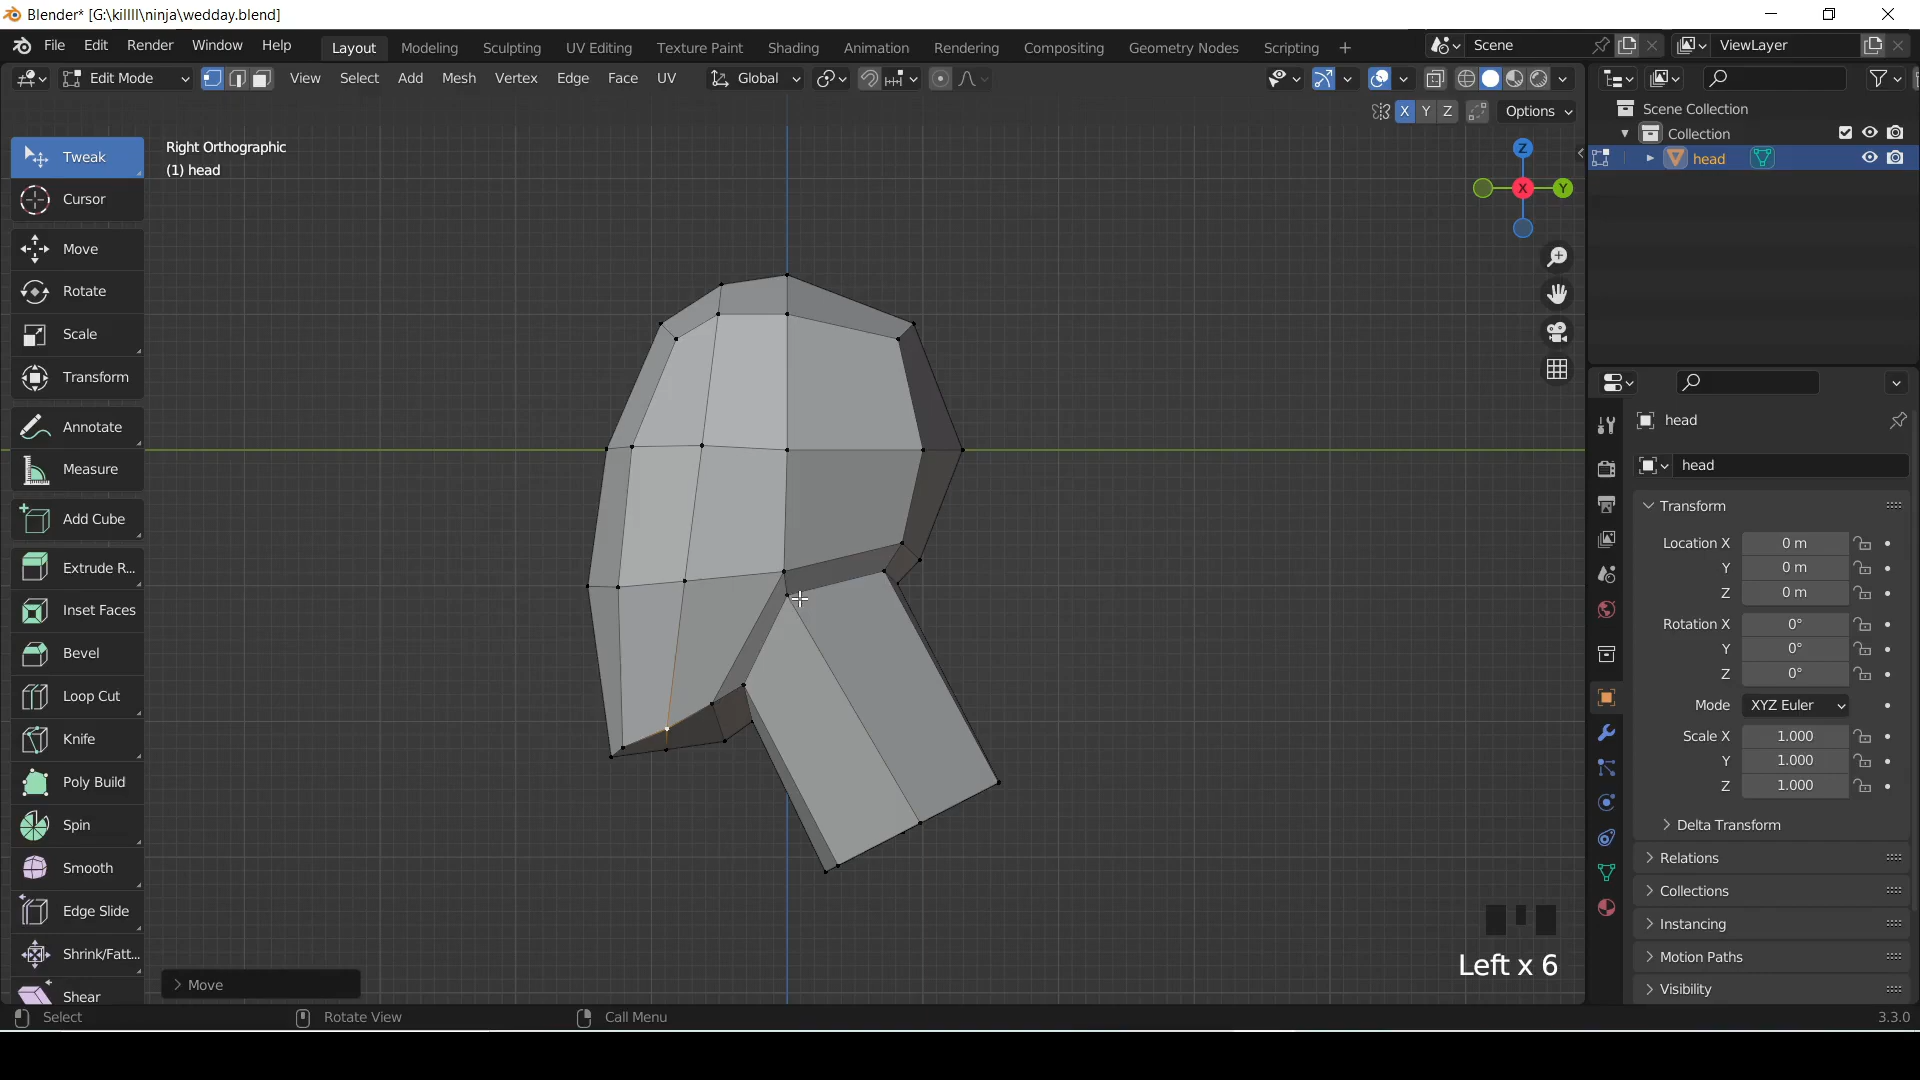 Blender* [G:\killll\ninja\wedday.blend]
File Edit Render Window Help Layout Modeling Sculpting UV Editing Texture Paint Shading Animation Rendering Compositing Geometry Nodes Scripting + Scene ViewLayer
Edit Mode View Select Add Mesh Vertex Edge Face UV Global
X Y Z Options
Right Orthographic
(1) head
Tweak
Cursor
Move
Rotate
Scale
Transform
Annotate
Measure
Add Cube
Extrude R...
Inset Faces
Bevel
Loop Cut
Knife
Poly Build
Spin
Smooth
Edge Slide
Shrink/Fatt...
Shear
Z
X
Y
Move
Left x 6
Scene Collection
Collection
head
head
head
Transform
Location X 0 m
Y 0 m
Z 0 m
Rotation X 0°
Y 0°
Z 0°
Mode XYZ Euler
Scale X 1.000
Y 1.000
Z 1.000
Delta Transform
Relations
Collections
Instancing
Motion Paths
Visibility
Select Rotate View Call Menu 3.3.0